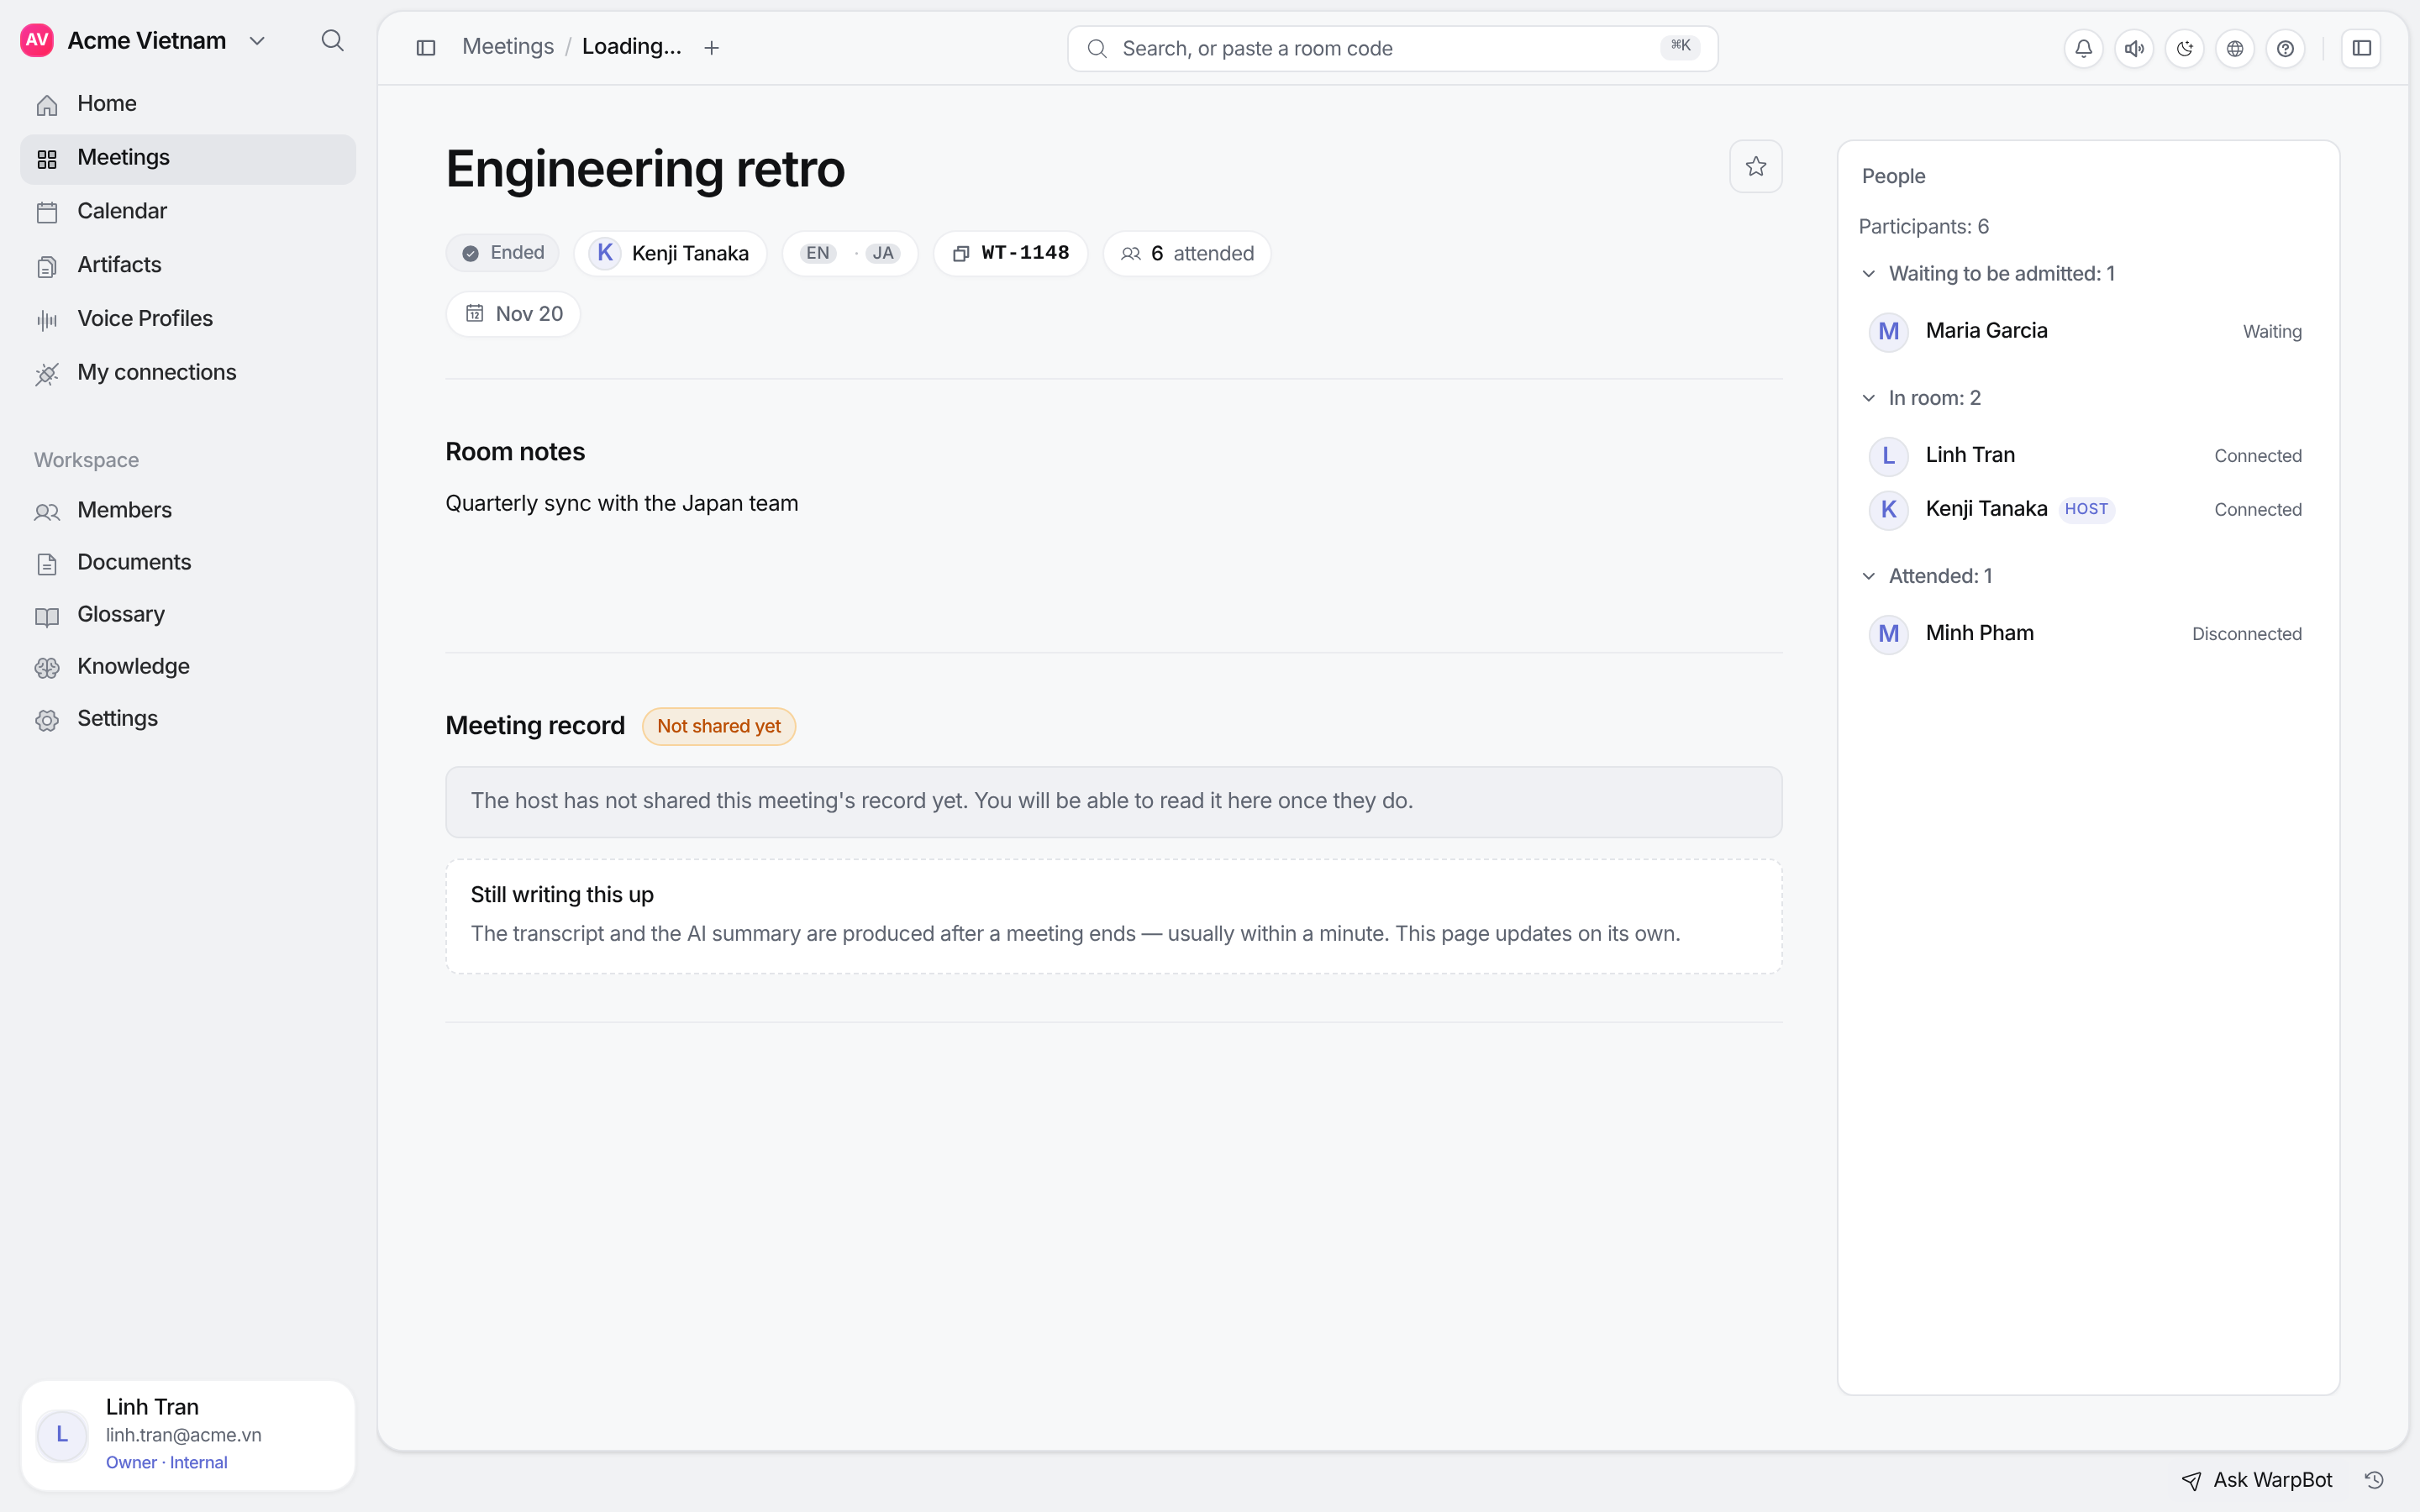 AV Acme Vietnam
Home
Meetings
Calendar
Artifacts
Voice Profiles
My connections
Workspace
Members
Documents
Glossary
Knowledge
Settings
L
Linh Tran
linh.tran@acme.vn
Owner · Internal
Meetings / Loading...
Search, or paste a room code ⌘K
Engineering retro
Ended
K Kenji Tanaka
EN · JA
WT-1148
6 attended
12 Nov 20
Room notes
Quarterly sync with the Japan team
Meeting record Not shared yet
The host has not shared this meeting's record yet. You will be able to read it here once they do.
Still writing this up
The transcript and the AI summary are produced after a meeting ends — usually within a minute. This page updates on its own.
People
Participants: 6
Waiting to be admitted: 1
M Maria Garcia Waiting
In room: 2
L Linh Tran Connected
K Kenji Tanaka HOST Connected
Attended: 1
M Minh Pham Disconnected
Ask WarpBot